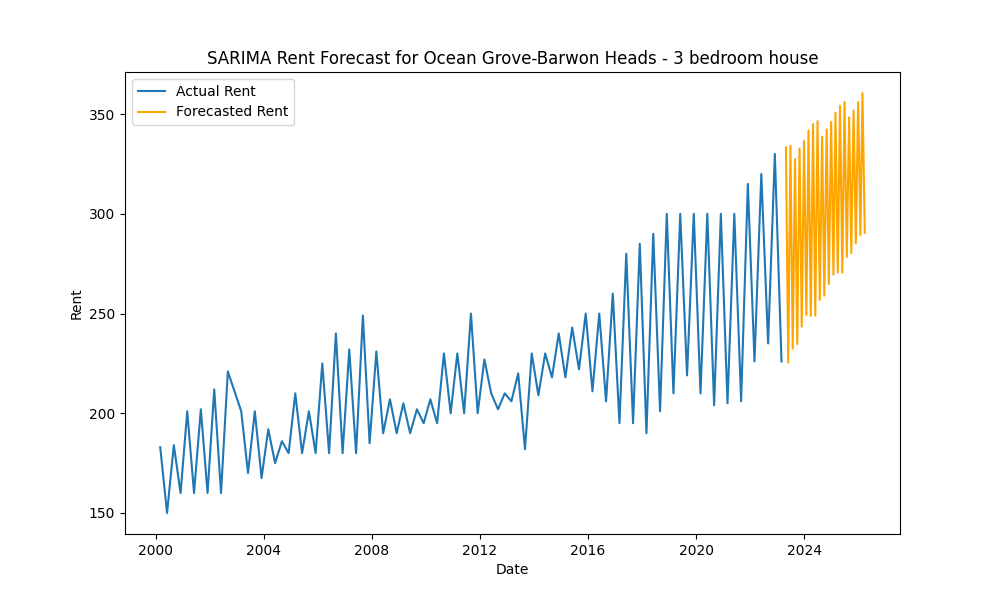 SARIMA Rent Forecast for Ocean Grove-Barwon Heads - 3 bedroom house
Actual Rent
Forecasted Rent
350
300
250
200
150
Rent
2000 2004 2008 2012 2016 2020 2024
Date